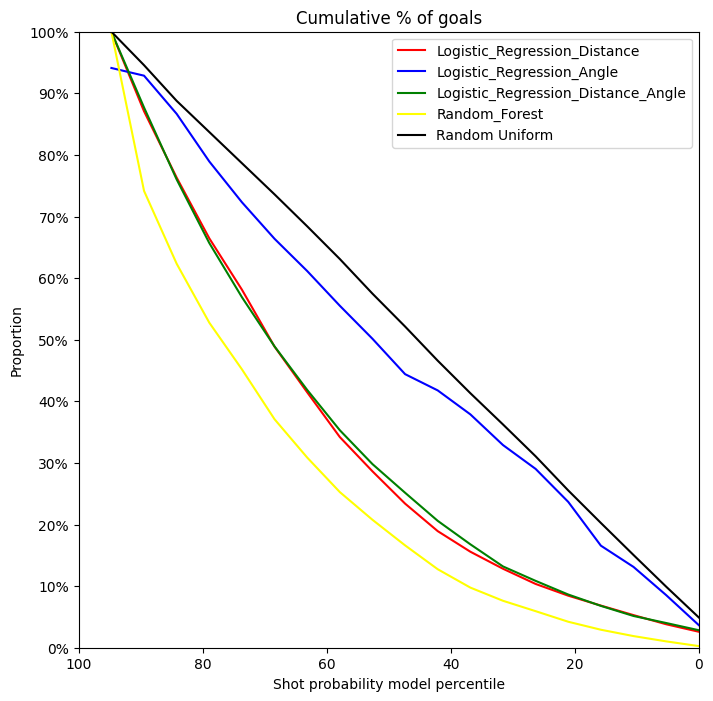 Cumulative % of goals
Logistic_Regression_Distance
Logistic_Regression_Angle
Logistic_Regression_Distance_Angle
Random_Forest
Random Uniform
100%
90%
80%
70%
60%
50%
40%
30%
20%
10%
0%
Proportion
100
80
60
40
20
0
Shot probability model percentile